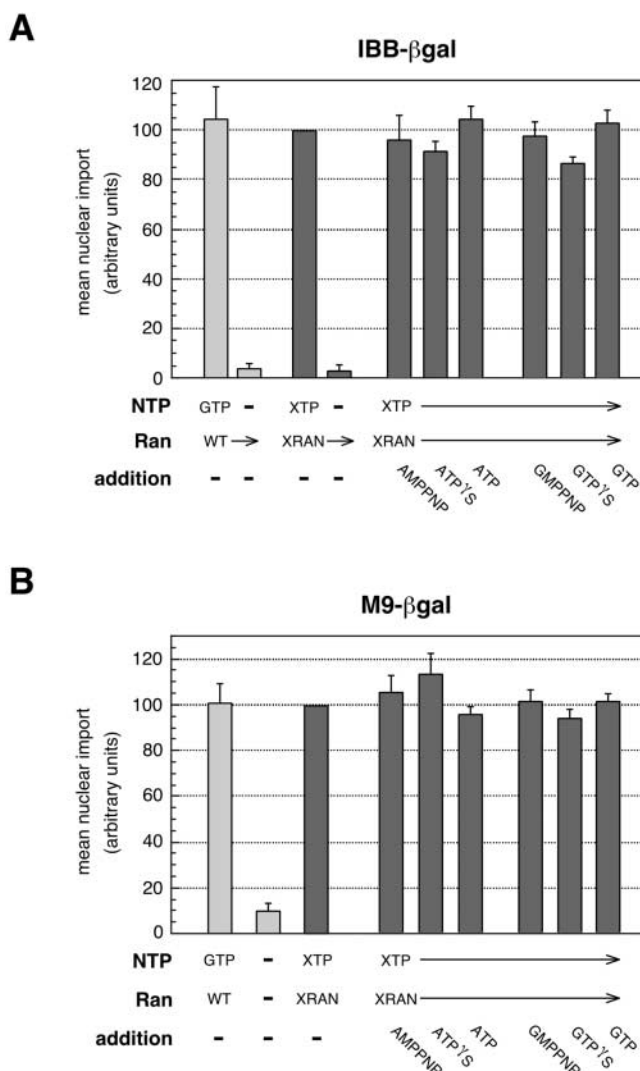 A
IBB-βgal
mean nuclear import
(arbitrary units)
120
100
80
60
40
20
0
NTP GTP - XTP - XTP
Ran WT XRAN XRAN
addition - - - - AMPPNP ATPγS ATP GMPPNP GTPγS GTP
B
M9-βgal
mean nuclear import
(arbitrary units)
120
100
80
60
40
20
0
NTP GTP - XTP XTP
Ran WT - XRAN XRAN
addition - - - AMPPNP ATPγS ATP GMPPNP GTPγS GTP